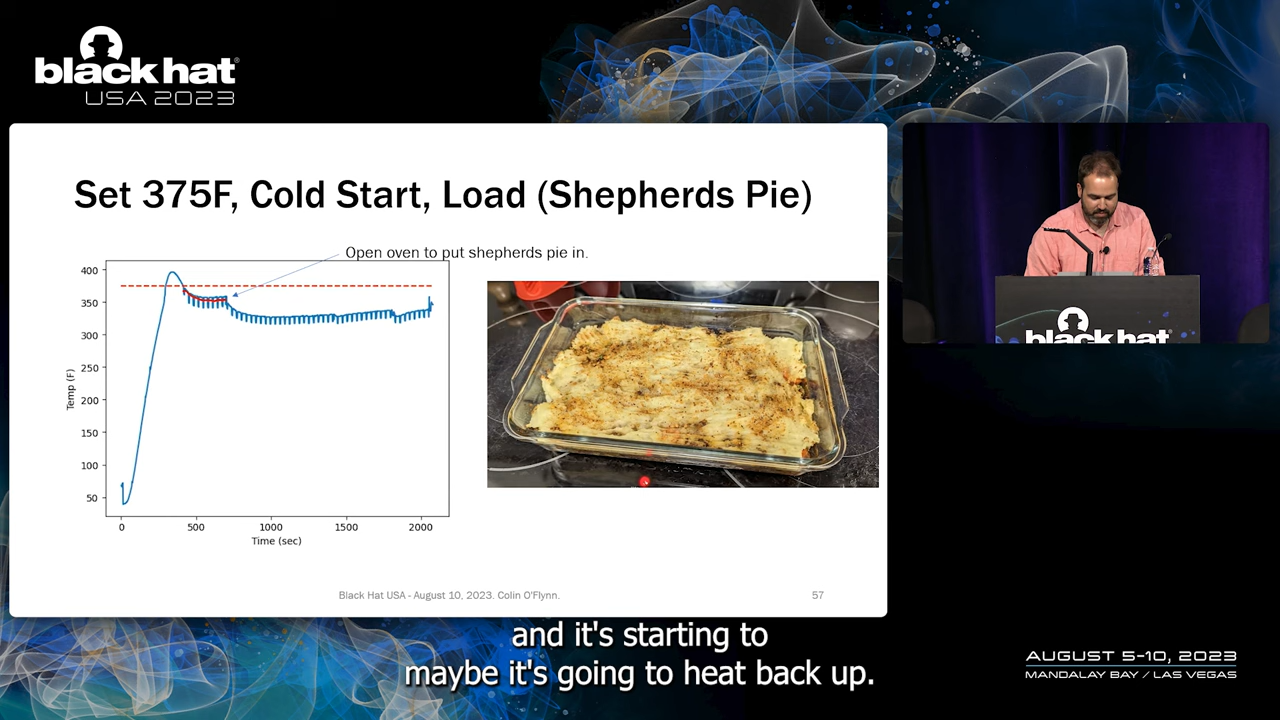 black hat®
USA 2023
Set 375F, Cold Start, Load (Shepherds Pie)
Open oven to put shepherds pie in.
400
350
300
250
200
150
100
50
Temp (F)
0
500
1000
1500
2000
Time (sec)
Black Hat USA - August 10, 2023. Colin O'Flynn.
57
black hat
and it's starting to
maybe it's going to heat back up.
AUGUST 5-10, 2023
MANDALAY BAY / LAS VEGAS